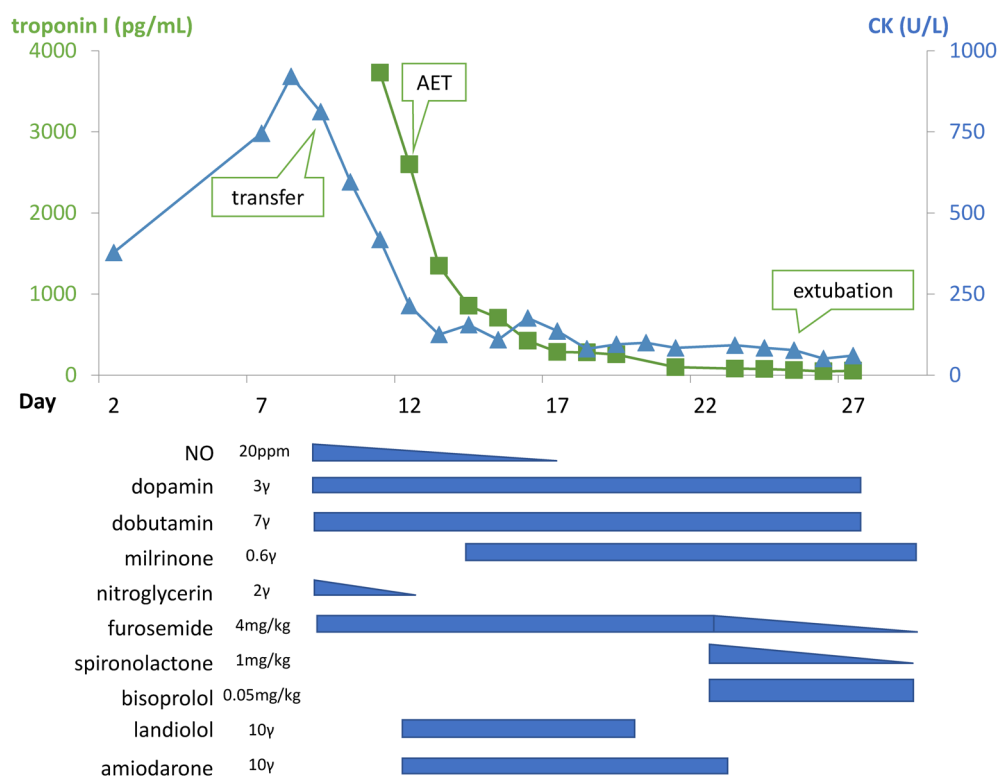 troponin I (pg/mL) CK (U/L)
4000 1000
AET
3000 750
transfer
2000 500
1000 250
extubation
0 0
Day 2 7 12 17 22 27
NO 20ppm
dopamin 3γ
dobutamin 7γ
milrinone 0.6γ
nitroglycerin 2γ
furosemide 4mg/kg
spironolactone 1mg/kg
bisoprolol 0.05mg/kg
landiolol 10γ
amiodarone 10γ